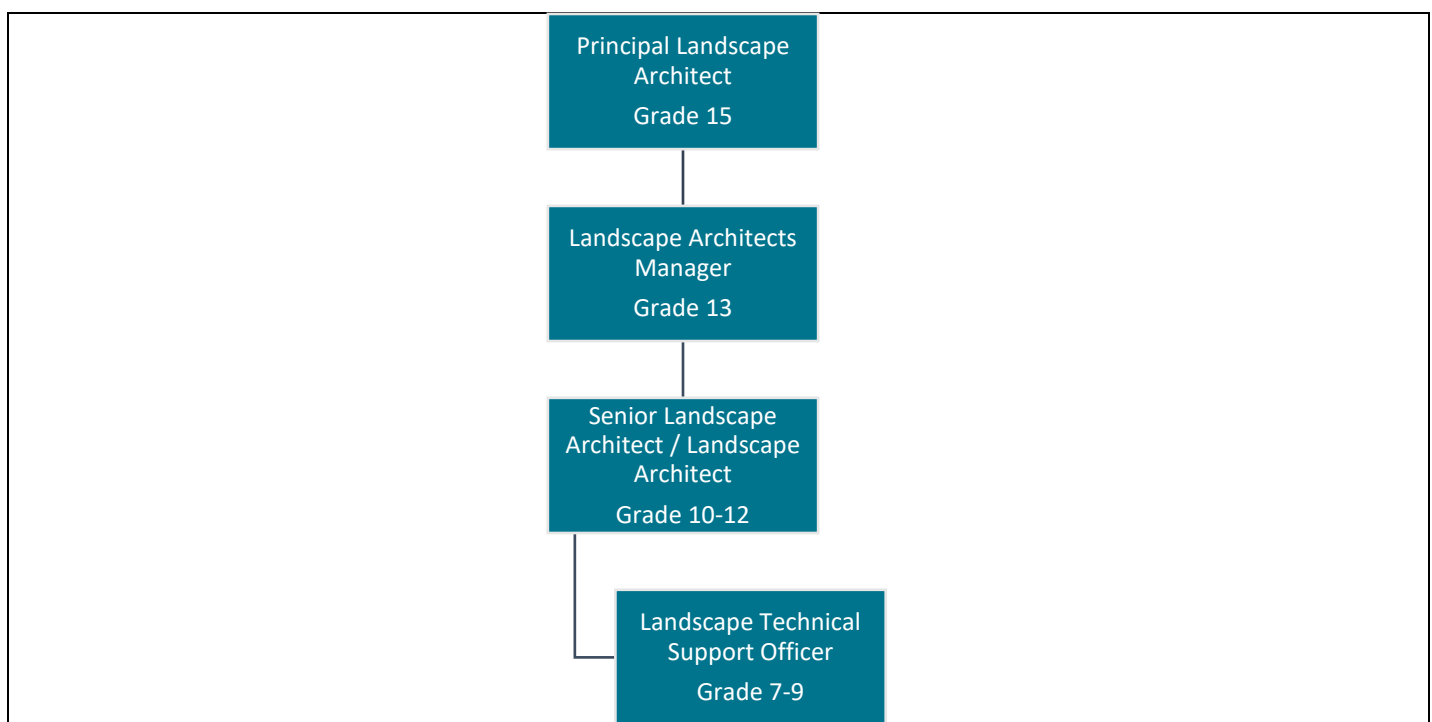 Principal Landscape
Architect
Grade 15
Landscape Architects
Manager
Grade 13
Senior Landscape
Architect / Landscape
Architect
Grade 10-12
Landscape Technical
Support Officer
Grade 7-9